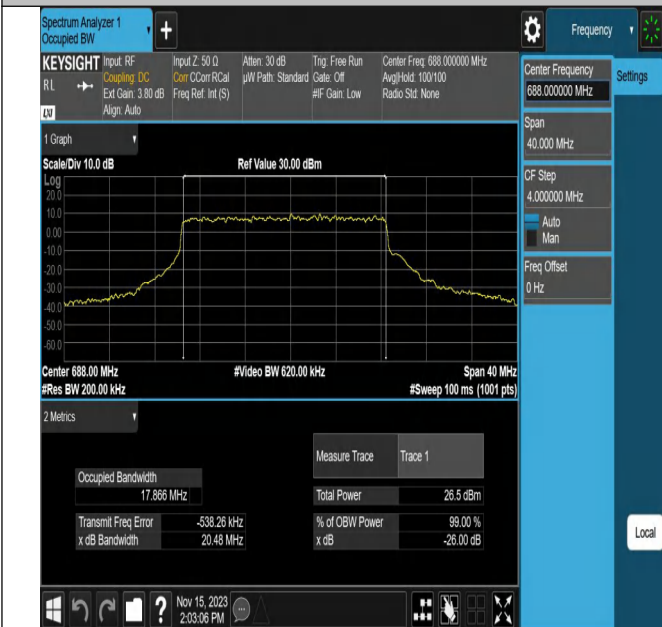 Spectrum Analyzer 1
Occupied BW
+
Frequency
KEYSIGHT
RL
LXI
Input: RF
Coupling: DC
Ext Gain: 3.80 dB
Align: Auto
Input Z: 50 Ω
Corr CCorr RCal
Freq Ref: Int (S)
Atten: 30 dB
µW Path: Standard
Trig: Free Run
Gate: Off
#IF Gain: Low
Center Freq: 688.000000 MHz
Avg|Hold: 100/100
Radio Std: None
Center Frequency
688.000000 MHz
Settings
Span
40.000 MHz
CF Step
4.000000 MHz
Auto
Man
Freq Offset
0 Hz
1 Graph
Scale/Div 10.0 dB
Ref Value 30.00 dBm
Log
20.0
10.0
0.00
-10.0
-20.0
-30.0
-40.0
-50.0
-60.0
Center 688.00 MHz
#Video BW 620.00 kHz
Span 40 MHz
#Res BW 200.00 kHz
#Sweep 100 ms (1001 pts)
2 Metrics
Measure Trace
Trace 1
Occupied Bandwidth
17.866 MHz
Total Power
26.5 dBm
Transmit Freq Error
-538.26 kHz
% of OBW Power
99.00 %
x dB Bandwidth
20.48 MHz
x dB
-26.00 dB
Local
?
Nov 15, 2023
2:03:06 PM